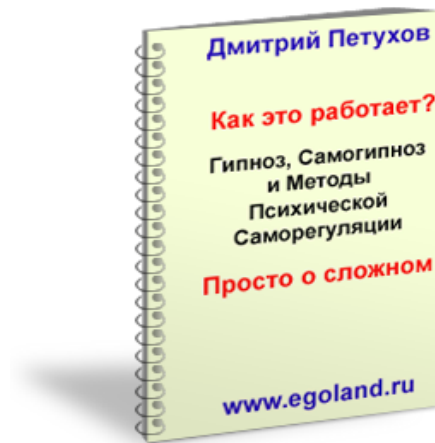 Дмитрий Петухов
Как это работает?
Гипноз, Самогипноз
и Методы
Психической
Саморегуляции
Просто о сложном
www.egoland.ru